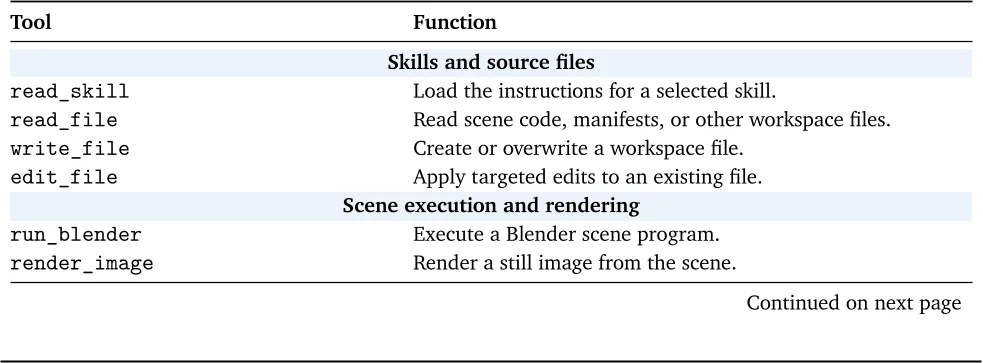 Tool Function
Skills and source files
read_skill Load the instructions for a selected skill.
read_file Read scene code, manifests, or other workspace files.
write_file Create or overwrite a workspace file.
edit_file Apply targeted edits to an existing file.
Scene execution and rendering
run_blender Execute a Blender scene program.
render_image Render a still image from the scene.
Continued on next page